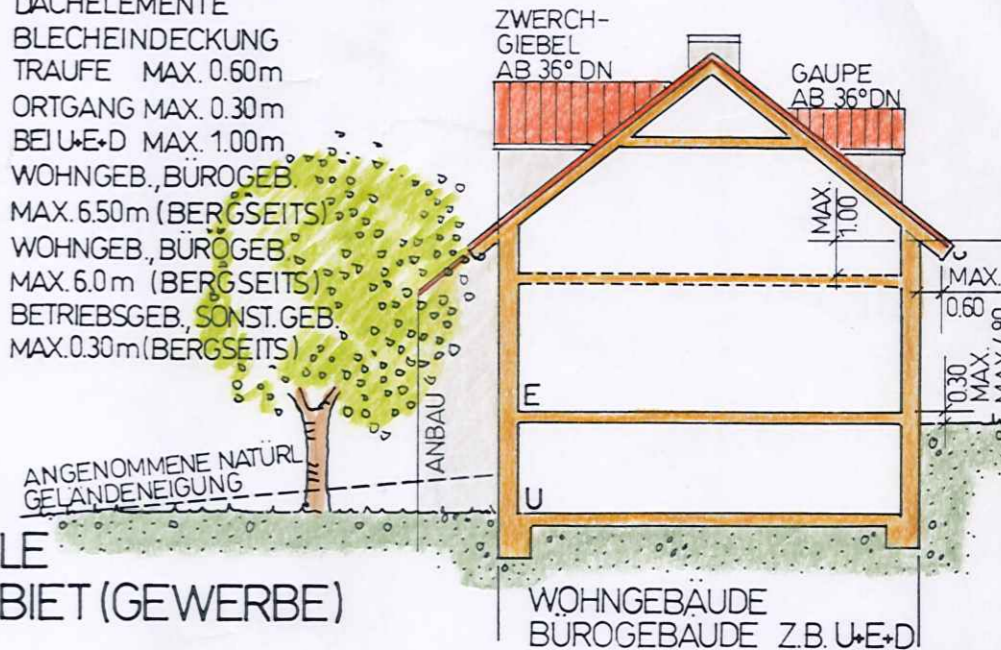 DACHELEMENTE
BLECHEINDECKUNG
TRAUFE MAX. 0.60m
ORTGANG MAX. 0.30m
BEI U+E+D MAX. 1.00m
WOHNGEB., BÜROGEB.
MAX. 6.50m (BERGSEITS)
WOHNGEB., BÜROGEB.
MAX. 6.0m (BERGSEITS)
BETRIEBSGEB., SONST. GEB.
MAX. 0.30m (BERGSEITS)
ZWERCH-
GIEBEL
AB 36° DN
GAUPE
AB 36° DN
MAX.
1.00
MAX.
0.60
0.30
MAX.
ANBAU
E
U
ANGENOMMENE NATÜRL
GELÄNDENEIGUNG
LE
BIET (GEWERBE)
WOHNGEBÄUDE
BÜROGEBÄUDE Z.B. U+E+D